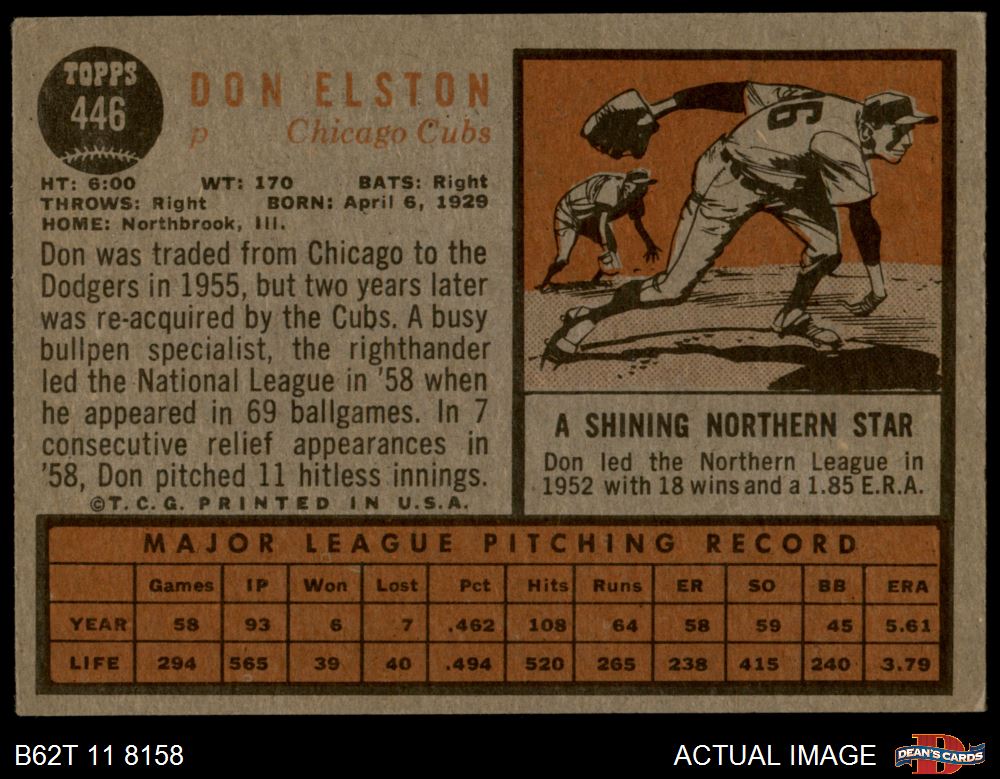 TOPPS
446
DON ELSTON
p Chicago Cubs
HT: 6:00 WT: 170 BATS: Right
THROWS: Right BORN: April 6, 1929
HOME: Northbrook, Ill.
Don was traded from Chicago to the
Dodgers in 1955, but two years later
was re-acquired by the Cubs. A busy
bullpen specialist, the righthander
led the National League in '58 when
he appeared in 69 ballgames. In 7
consecutive relief appearances in
'58, Don pitched 11 hitless innings.
©T.C.G. PRINTED IN U.S.A.
16
A SHINING NORTHERN STAR
Don led the Northern League in
1952 with 18 wins and a 1.85 E.R.A.
MAJOR LEAGUE PITCHING RECORD
Games IP Won Lost Pct Hits Runs ER SO BB ERA
YEAR 58 93 6 7 .462 108 64 58 59 45 5.61
LIFE 294 565 39 40 .494 520 265 238 415 240 3.79
B62T 11 8158 ACTUAL IMAGE DEAN'S CARDS